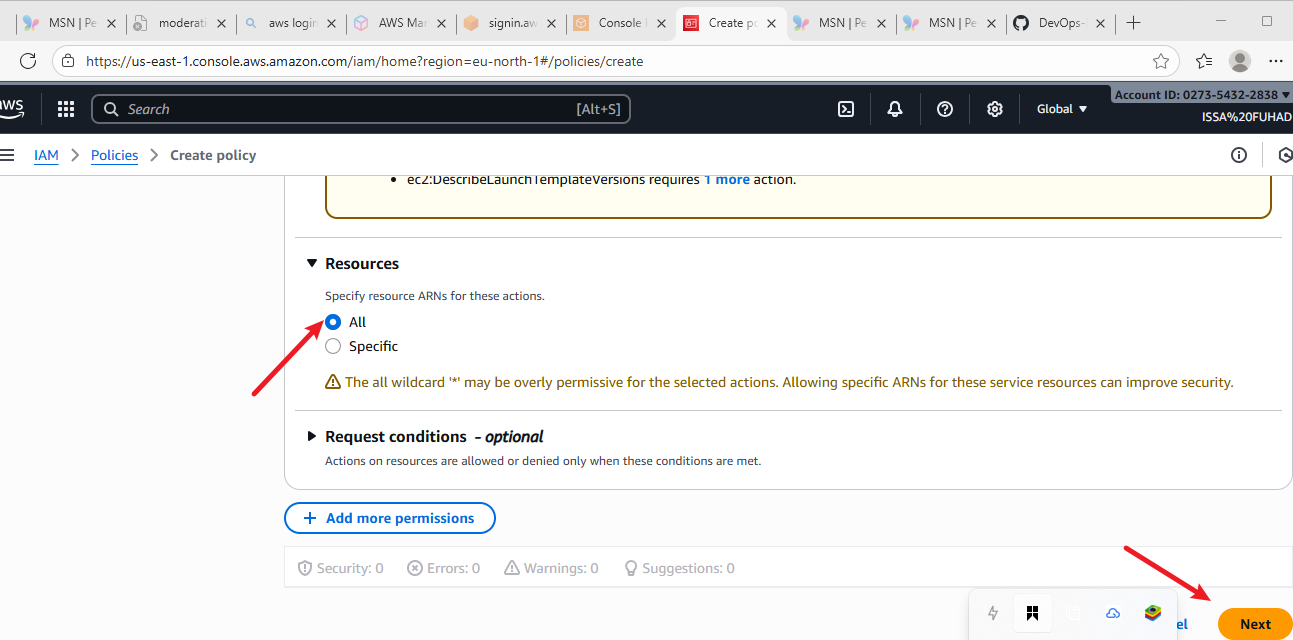 MSN | Pe
moderati
aws login
AWS Mar
signin.aw
Console
Create po
MSN | Pe
MSN | Pe
DevOps-
https://us-east-1.console.aws.amazon.com/iam/home?region=eu-north-1#/policies/create
aws
Search
[Alt+S]
Global
Account ID: 0273-5432-2838
ISSA%20FUHAD
IAM
Policies
Create policy
ec2:DescribeLaunchTemplateVersions requires 1 more action.
Resources
Specify resource ARNs for these actions.
All
Specific
The all wildcard '*' may be overly permissive for the selected actions. Allowing specific ARNs for these service resources can improve security.
Request conditions - optional
Actions on resources are allowed or denied only when these conditions are met.
Add more permissions
Security: 0
Errors: 0
Warnings: 0
Suggestions: 0
el
Next